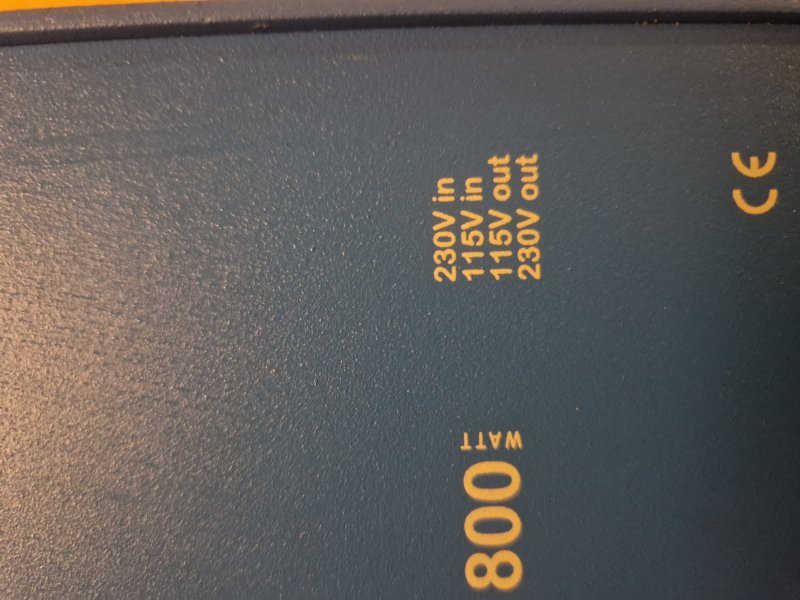 800 WATT
230V in
115V in
115V out
230V out
CE